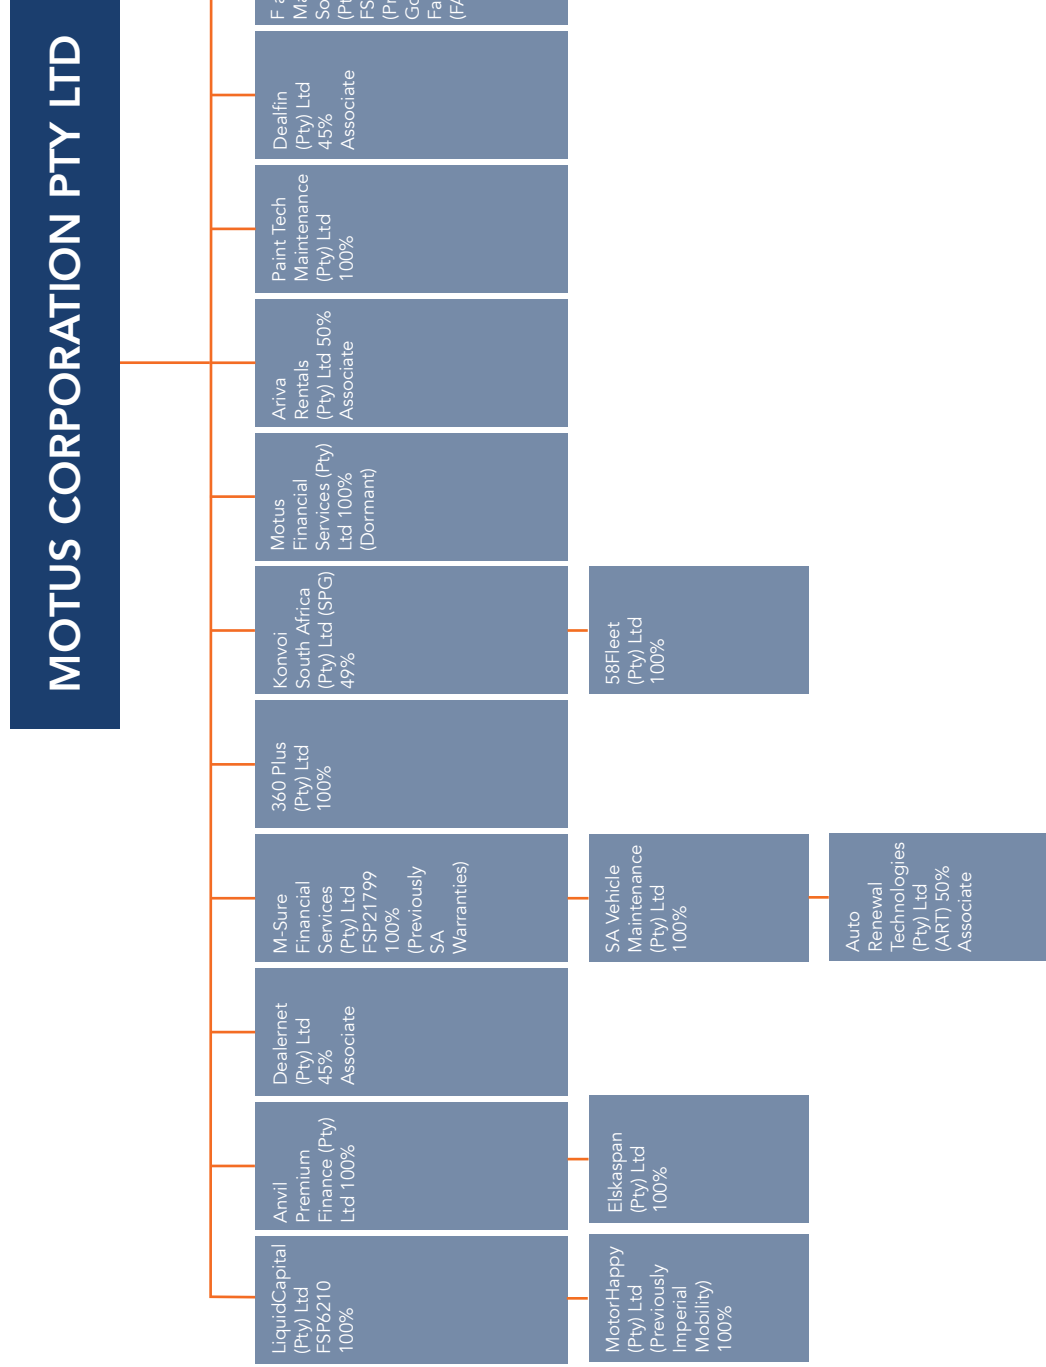 MOTUS CORPORATION PTY LTD
LiquidCapital
(Pty) Ltd
FSP6210
100%
Anvil
Premium
Finance (Pty)
Ltd 100%
Dealernet
(Pty) Ltd
45%
Associate
M-Sure
Financial
Services
(Pty) Ltd
FSP21799
100%
(Previously
SA
Warranties)
360 Plus
(Pty) Ltd
100%
Konvoi
South Africa
(Pty) Ltd (SPG)
49%
Motus
Financial
Services (Pty)
Ltd 100%
(Dormant)
Ariva
Rentals
(Pty) Ltd 50%
Associate
Paint Tech
Maintenance
(Pty) Ltd
100%
Dealfin
(Pty) Ltd
45%
Associate
MotorHappy
(Pty) Ltd
(Previously
Imperial
Mobility)
100%
Elskaspan
(Pty) Ltd
100%
SA Vehicle
Maintenance
(Pty) Ltd
100%
58Fleet
(Pty) Ltd
100%
Auto
Renewal
Technologies
(Pty) Ltd
(ART) 50%
Associate